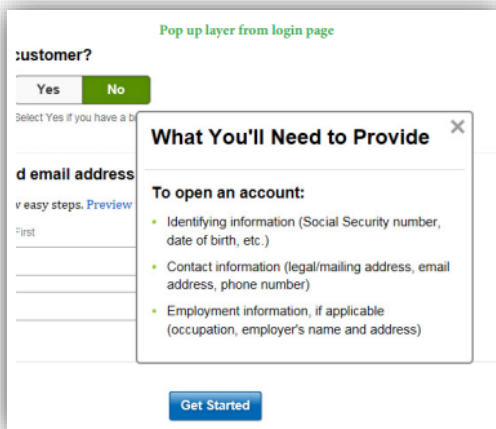 Pop up layer from login page
customer?
Yes No
Select Yes if you have a
What You'll Need to Provide ×
d email address
To open an account:
easy steps. Preview
First
• Identifying information (Social Security number,
date of birth, etc.)
• Contact information (legal/mailing address, email
address, phone number)
• Employment information, if applicable
(occupation, employer's name and address)
Get Started